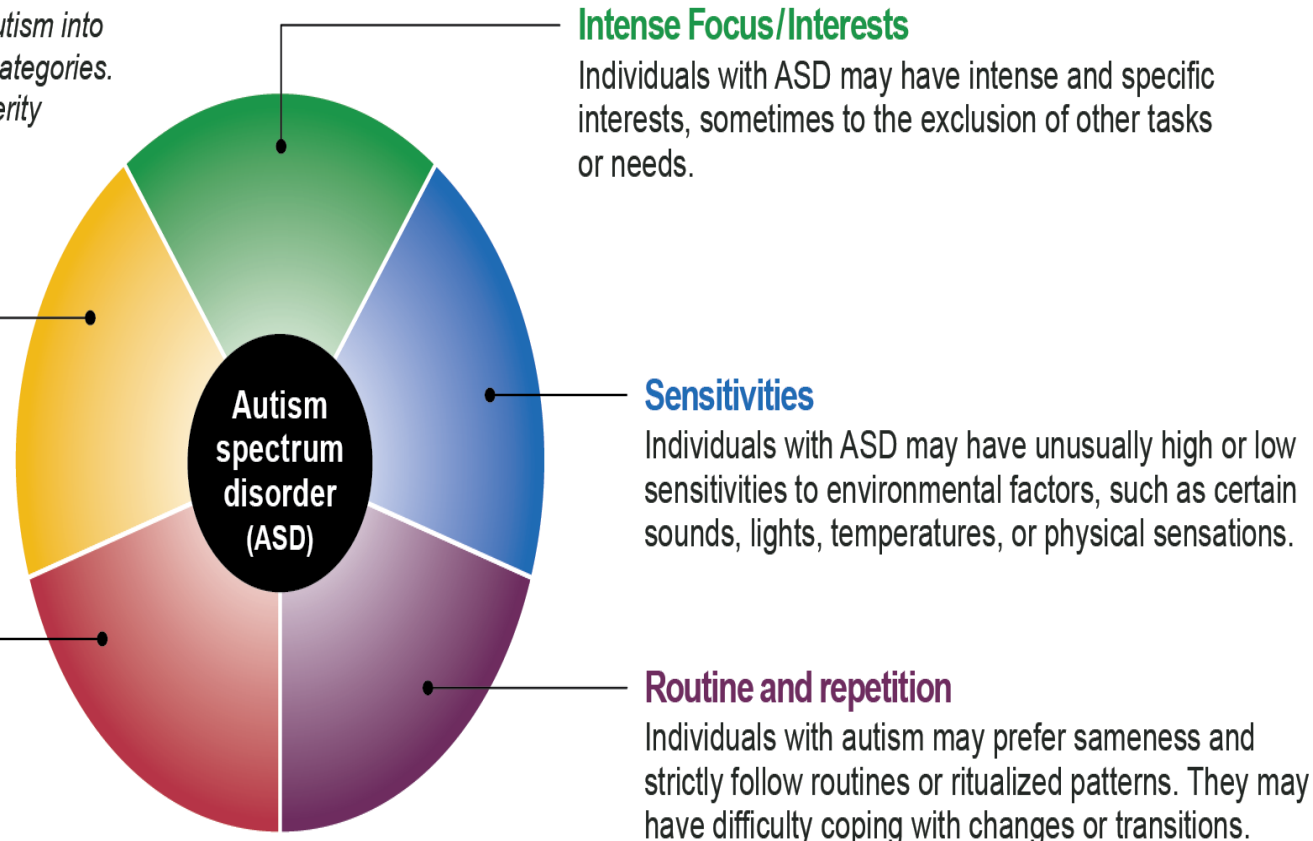 utism into
ategories.
erity
Intense Focus/Interests
Individuals with ASD may have intense and specific
interests, sometimes to the exclusion of other tasks
or needs.
Autism
spectrum
disorder
(ASD)
Sensitivities
Individuals with ASD may have unusually high or low
sensitivities to environmental factors, such as certain
sounds, lights, temperatures, or physical sensations.
Routine and repetition
Individuals with autism may prefer sameness and
strictly follow routines or ritualized patterns. They may
have difficulty coping with changes or transitions.